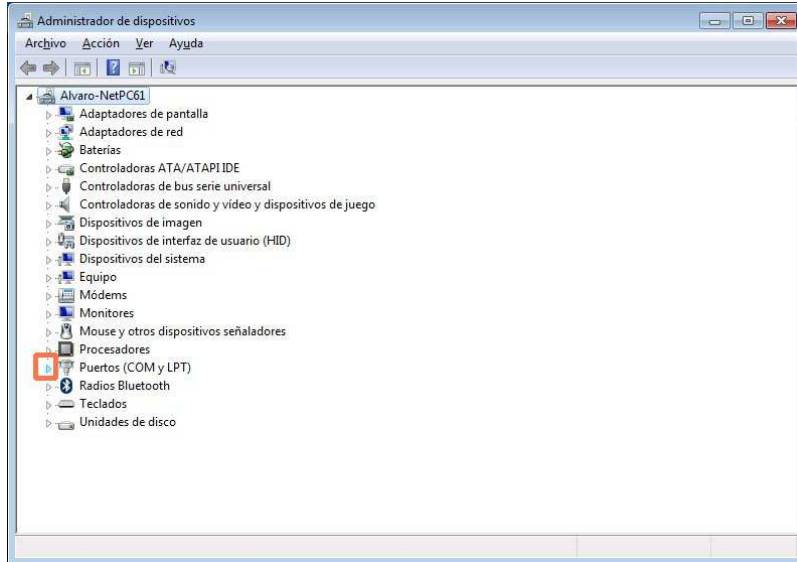 Administrador de dispositivos
Archivo Acción Ver Ayuda
Alvaro-NetPC61
Adaptadores de pantalla
Adaptadores de red
Baterías
Controladoras ATA/ATAPI IDE
Controladoras de bus serie universal
Controladoras de sonido y vídeo y dispositivos de juego
Dispositivos de imagen
Dispositivos de interfaz de usuario (HID)
Dispositivos del sistema
Equipo
Módems
Monitores
Mouse y otros dispositivos señaladores
Procesadores
Puertos (COM y LPT)
Radios Bluetooth
Teclados
Unidades de disco